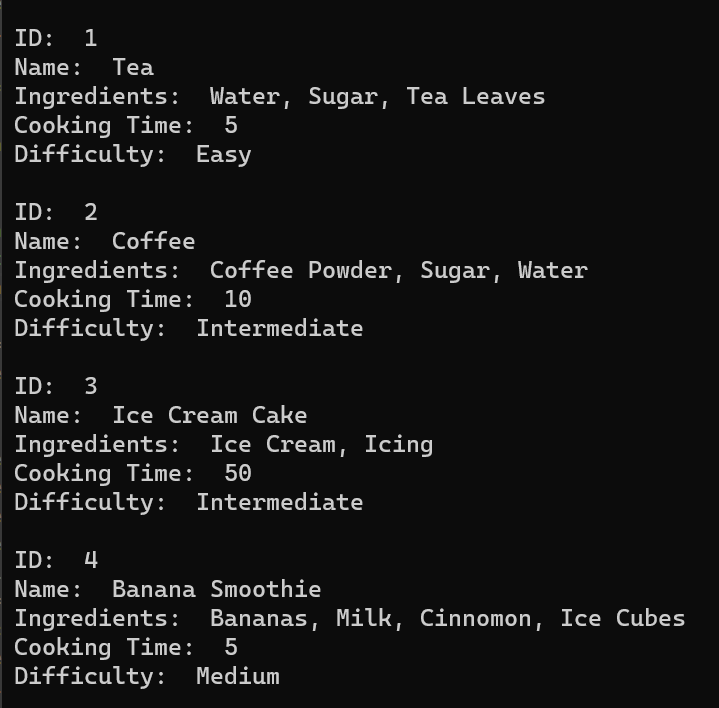 ID:  1
Name:  Tea
Ingredients:  Water, Sugar, Tea Leaves
Cooking Time:  5
Difficulty:  Easy

ID:  2
Name:  Coffee
Ingredients:  Coffee Powder, Sugar, Water
Cooking Time:  10
Difficulty:  Intermediate

ID:  3
Name:  Ice Cream Cake
Ingredients:  Ice Cream, Icing
Cooking Time:  50
Difficulty:  Intermediate

ID:  4
Name:  Banana Smoothie
Ingredients:  Bananas, Milk, Cinnomon, Ice Cubes
Cooking Time:  5
Difficulty:  Medium